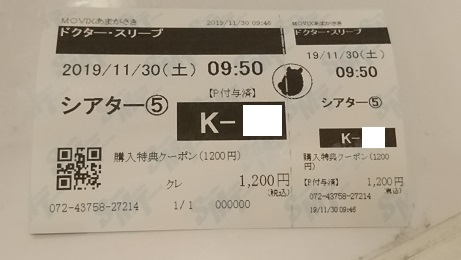 MOVIXあまがさき 2019/11/30 09:46
ドクター・スリープ
2019/11/30(土) 09:50
シアター⑤ 【P付与済】
K-
購入特典クーポン(1200円)
クレ 1,200円
(税込)
072-43758-27214 1/1 000000
MOVIXあまがさき
ドクター・スリープ
19/11/30(土)
09:50
シアター⑤
K-
購入特典クーポン(1200
円)
【P付与済】 1,200円
(税込)
072-43758-27214
19/11/30 09:46